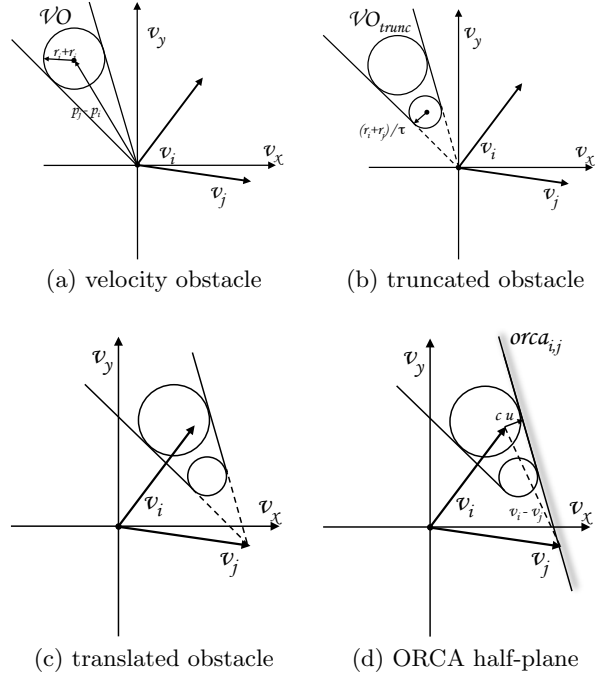 VO
v_y
r_i+r_j
p_j - p_i
v_i
v_x
v_j
(a) velocity obstacle
VO_trunc
v_y
(r_i+r_j)/τ
v_i
v_x
v_j
(b) truncated obstacle
v_y
v_i
v_x
v_j
(c) translated obstacle
orca_i,j
v_y
c u
v_i
v_i - v_j
v_x
v_j
(d) ORCA half-plane